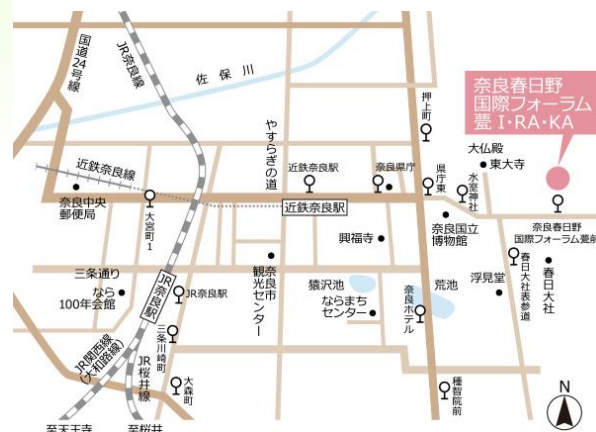 国道24号線
JR奈良線
佐保川
やすらぎの道
押上町
奈良春日野
国際フォーラム
甍 I・RA・KA
大仏殿
東大寺
近鉄奈良線
近鉄奈良駅
奈良県庁
県庁東
氷室神社
奈良中央
郵便局
大宮町1
近鉄奈良駅
奈良国立
博物館
奈良春日野
国際フォーラム甍前
興福寺
三条通り
なら
100年会館
JR奈良駅
JR奈良駅
奈良市
観光センター
猿沢池
ならまち
センター
奈良ホテル
荒池
浮見堂
春日大社表参道
春日大社
三条川崎町
JR関西線
(大和路線)
JR桜井線
大森町
種智院前
至天王寺
至桜井
N